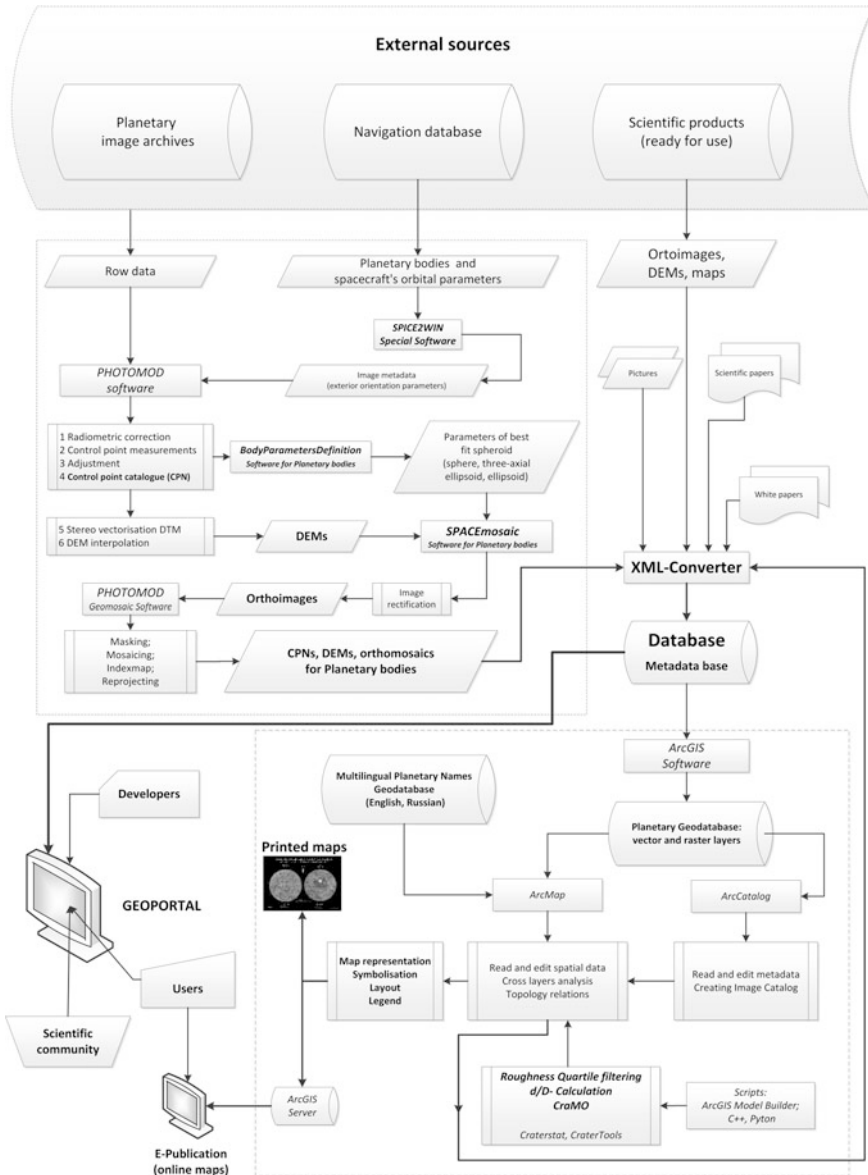 External sources
Planetary
image archives
Navigation database
Scientific products
(ready for use)
Row data
Planetary bodies and
spacecraft's orbital parameters
Ortoimages,
DEMs, maps
SPICE2WIN
Special Software
PHOTOMOD
software
Image metadata
(exterior orientation parameters)
Pictures
Scientific papers
1 Radiometric correction
2 Control point measurements
3 Adjustment
4 Control point catalogue (CPN)
BodyParametersDefinition
Software for Planetary bodies
Parameters of best
fit spheroid
(sphere, three-axial
ellipsoid, ellipsoid)
White papers
5 Stereo vectorisation DTM
6 DEM interpolation
DEMs
SPACEmosaic
Software for Planetary bodies
XML-Converter
PHOTOMOD
Geomosaic Software
Orthoimages
Image
rectification
Masking;
Mosaicing;
Indexmap;
Reprojecting
CPNs, DEMs, orthomosaics
for Planetary bodies
Database
Metadata base
ArcGIS
Software
Developers
Multilingual Planetary Names
Geodatabase
(English, Russian)
Planetary Geodatabase:
vector and raster layers
Printed maps
GEOPORTAL
ArcMap
ArcCatalog
Map representation
Symbolisation
Layout
Legend
Read and edit spatial data
Cross layers analysis
Topology relations
Read and edit metadata
Creating Image Catalog
Users
Scientific
community
ArcGIS
Server
Roughness Quartile filtering
d/D- Calculation
CraMO
Craterstat, CraterTools
Scripts:
ArcGIS Model Builder;
C++, Pyton
E-Publication
(online maps)